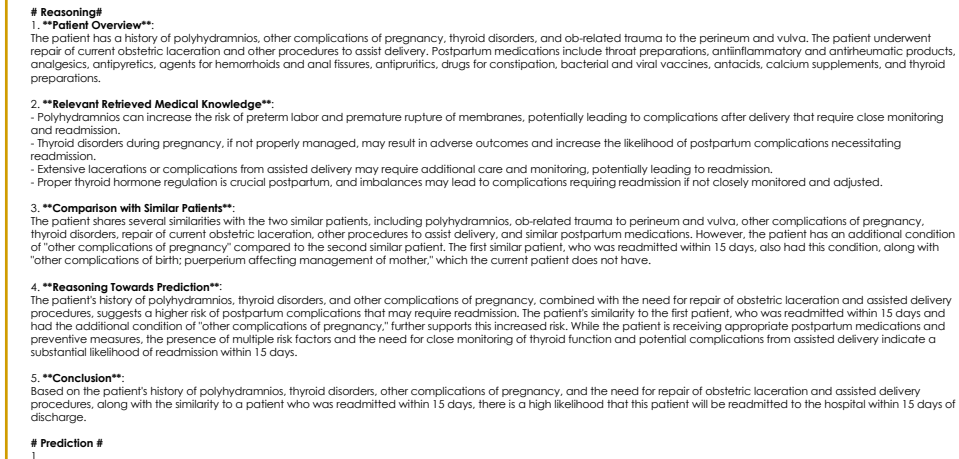 # Reasoning#
1. **Patient Overview**:
The patient has a history of polyhydramnios, other complications of pregnancy, thyroid disorders, and ob-related trauma to the perineum and vulva. The patient underwent
repair of current obstetric laceration and other procedures to assist delivery. Postpartum medications include throat preparations, antiinflammatory and antirheumatic products,
analgesics, antipyretics, agents for hemorrhoids and anal fissures, antipruritics, drugs for constipation, bacterial and viral vaccines, antacids, calcium supplements, and thyroid
preparations.
2. **Relevant Retrieved Medical Knowledge**:
- Polyhydramnios can increase the risk of preterm labor and premature rupture of membranes, potentially leading to complications after delivery that require close monitoring
and readmission.
- Thyroid disorders during pregnancy, if not properly managed, may result in adverse outcomes and increase the likelihood of postpartum complications necessitating
readmission.
- Extensive lacerations or complications from assisted delivery may require additional care and monitoring, potentially leading to readmission.
- Proper thyroid hormone regulation is crucial postpartum, and imbalances may lead to complications requiring readmission if not closely monitored and adjusted.
3. **Comparison with Similar Patients**:
The patient shares several similarities with the two similar patients, including polyhydramnios, ob-related trauma to perineum and vulva, other complications of pregnancy,
thyroid disorders, repair of current obstetric laceration, other procedures to assist delivery, and similar postpartum medications. However, the patient has an additional condition
of "other complications of pregnancy" compared to the second similar patient. The first similar patient, who was readmitted within 15 days, also had this condition, along with
"other complications of birth; puerperium affecting management of mother," which the current patient does not have.
4. **Reasoning Towards Prediction**:
The patient's history of polyhydramnios, thyroid disorders, and other complications of pregnancy, combined with the need for repair of obstetric laceration and assisted delivery
procedures, suggests a higher risk of postpartum complications that may require readmission. The patient's similarity to the first patient, who was readmitted within 15 days and
had the additional condition of "other complications of pregnancy," further supports this increased risk. While the patient is receiving appropriate postpartum medications and
preventive measures, the presence of multiple risk factors and the need for close monitoring of thyroid function and potential complications from assisted delivery indicate a
substantial likelihood of readmission within 15 days.
5. **Conclusion**:
Based on the patient's history of polyhydramnios, thyroid disorders, other complications of pregnancy, and the need for repair of obstetric laceration and assisted delivery
procedures, along with the similarity to a patient who was readmitted within 15 days, there is a high likelihood that this patient will be readmitted to the hospital within 15 days of
discharge.
# Prediction #
1